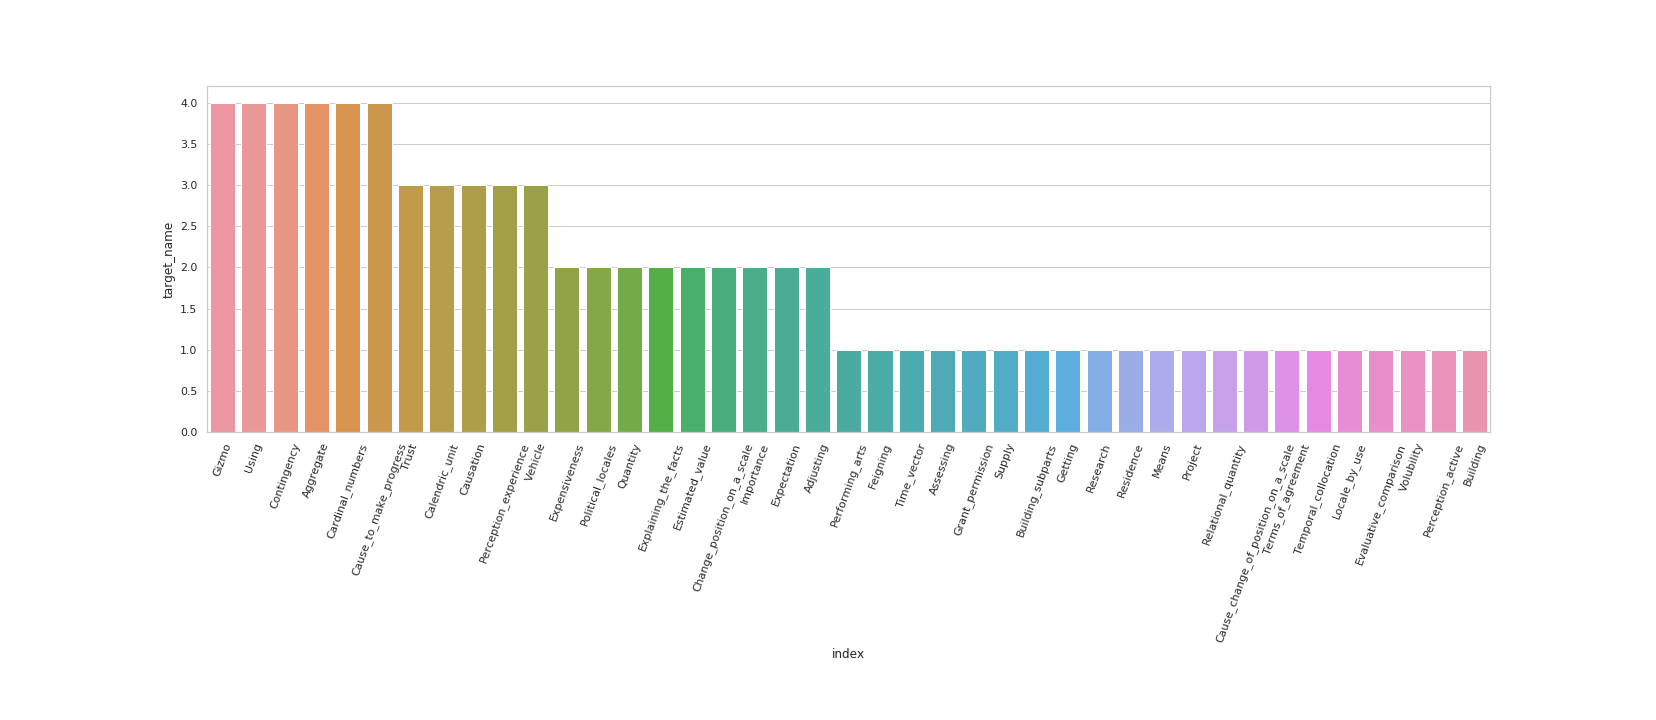 4.0
3.5
3.0
2.5
2.0
1.5
1.0
0.5
0.0
target_name
Gizmo
Using
Contingency
Aggregate
Cardinal_numbers
Cause_to_make_progress
Trust
Calendric_unit
Causation
Perception_experience
Vehicle
Expensiveness
Political_locales
Quantity
Explaining_the_facts
Estimated_value
Change_position_on_a_scale
Importance
Expectation
Adjusting
Performing_arts
Feigning
Time_vector
Assessing
Grant_permission
Supply
Building_subparts
Getting
Research
Residence
Means
Project
Relational_quantity
Cause_change_of_position_on_a_scale
Terms_of_agreement
Temporal_collocation
Locale_by_use
Evaluative_comparison
Volubility
Perception_active
Building
index